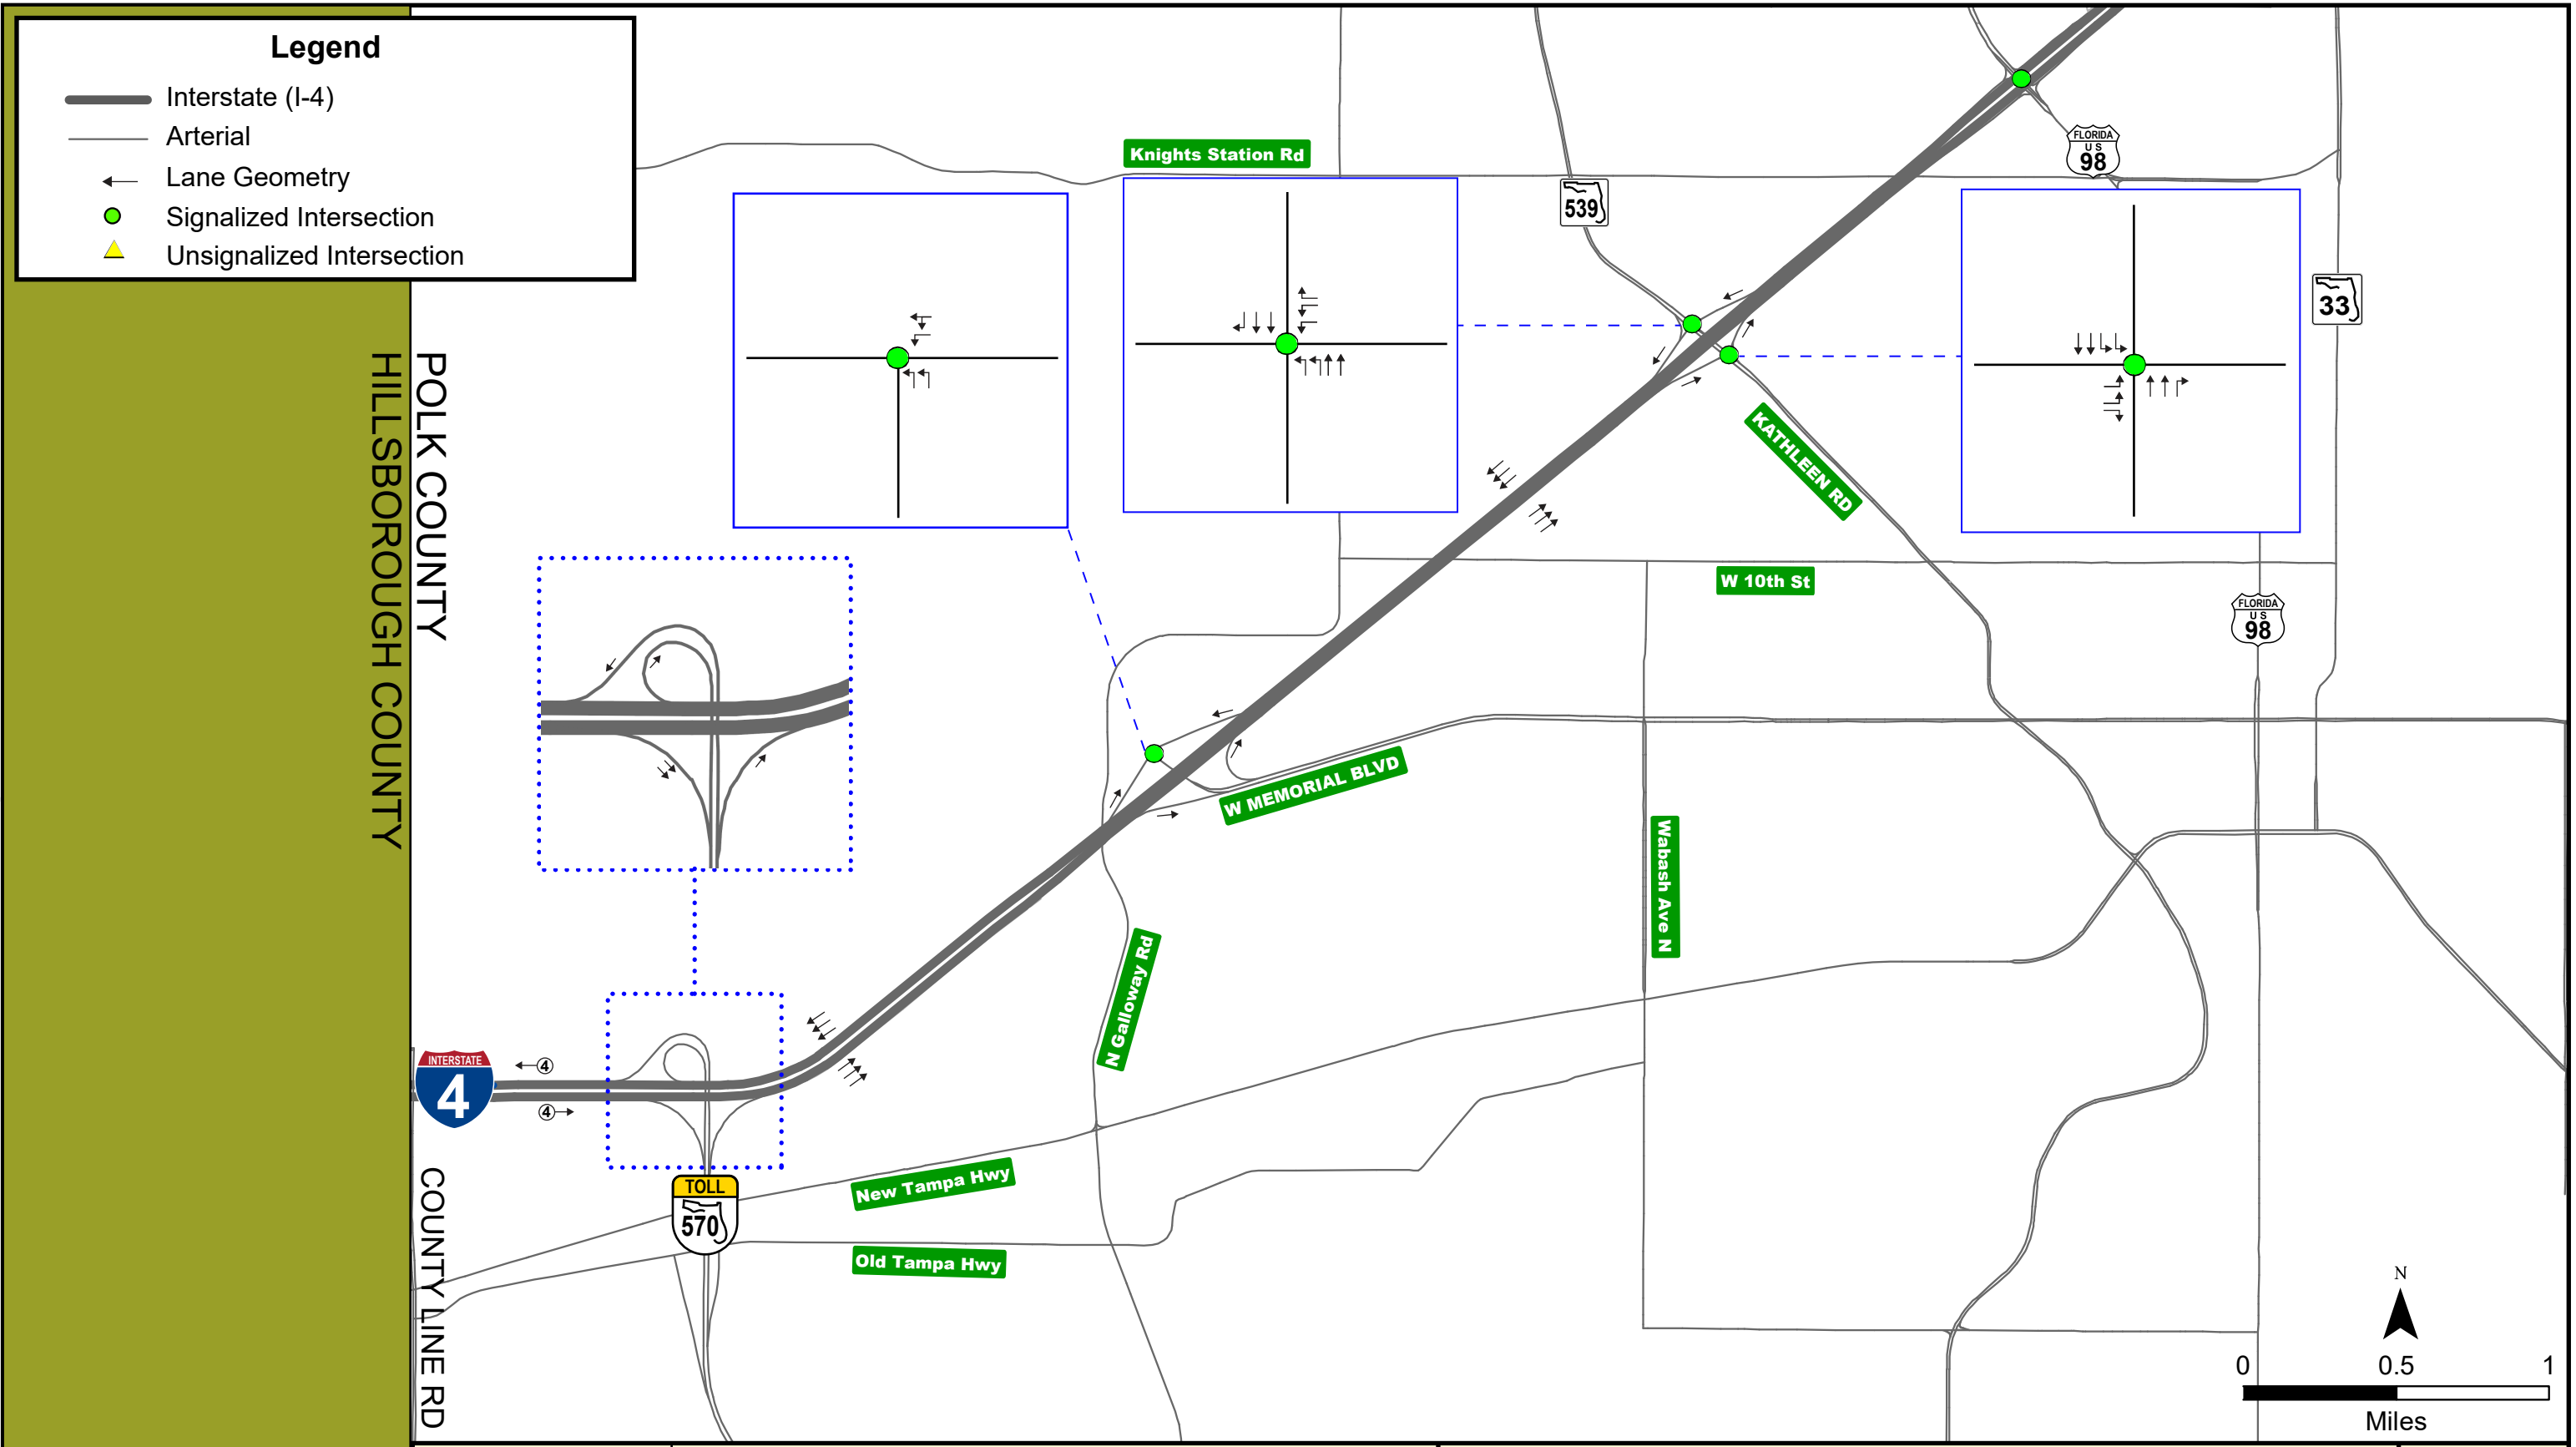 Legend
Interstate (I-4)
Arterial
Lane Geometry
Signalized Intersection
Unsignalized Intersection
Knights Station Rd
FLORIDA
US
98
539
33
POLK COUNTY
HILLSBOROUGH COUNTY
KATHLEEN RD
W 10th St
FLORIDA
US
98
W MEMORIAL BLVD
Wabash Ave N
N Galloway Rd
INTERSTATE
4
4
4
TOLL
570
New Tampa Hwy
Old Tampa Hwy
COUNTY LINE RD
N
0 0.5 1
Miles